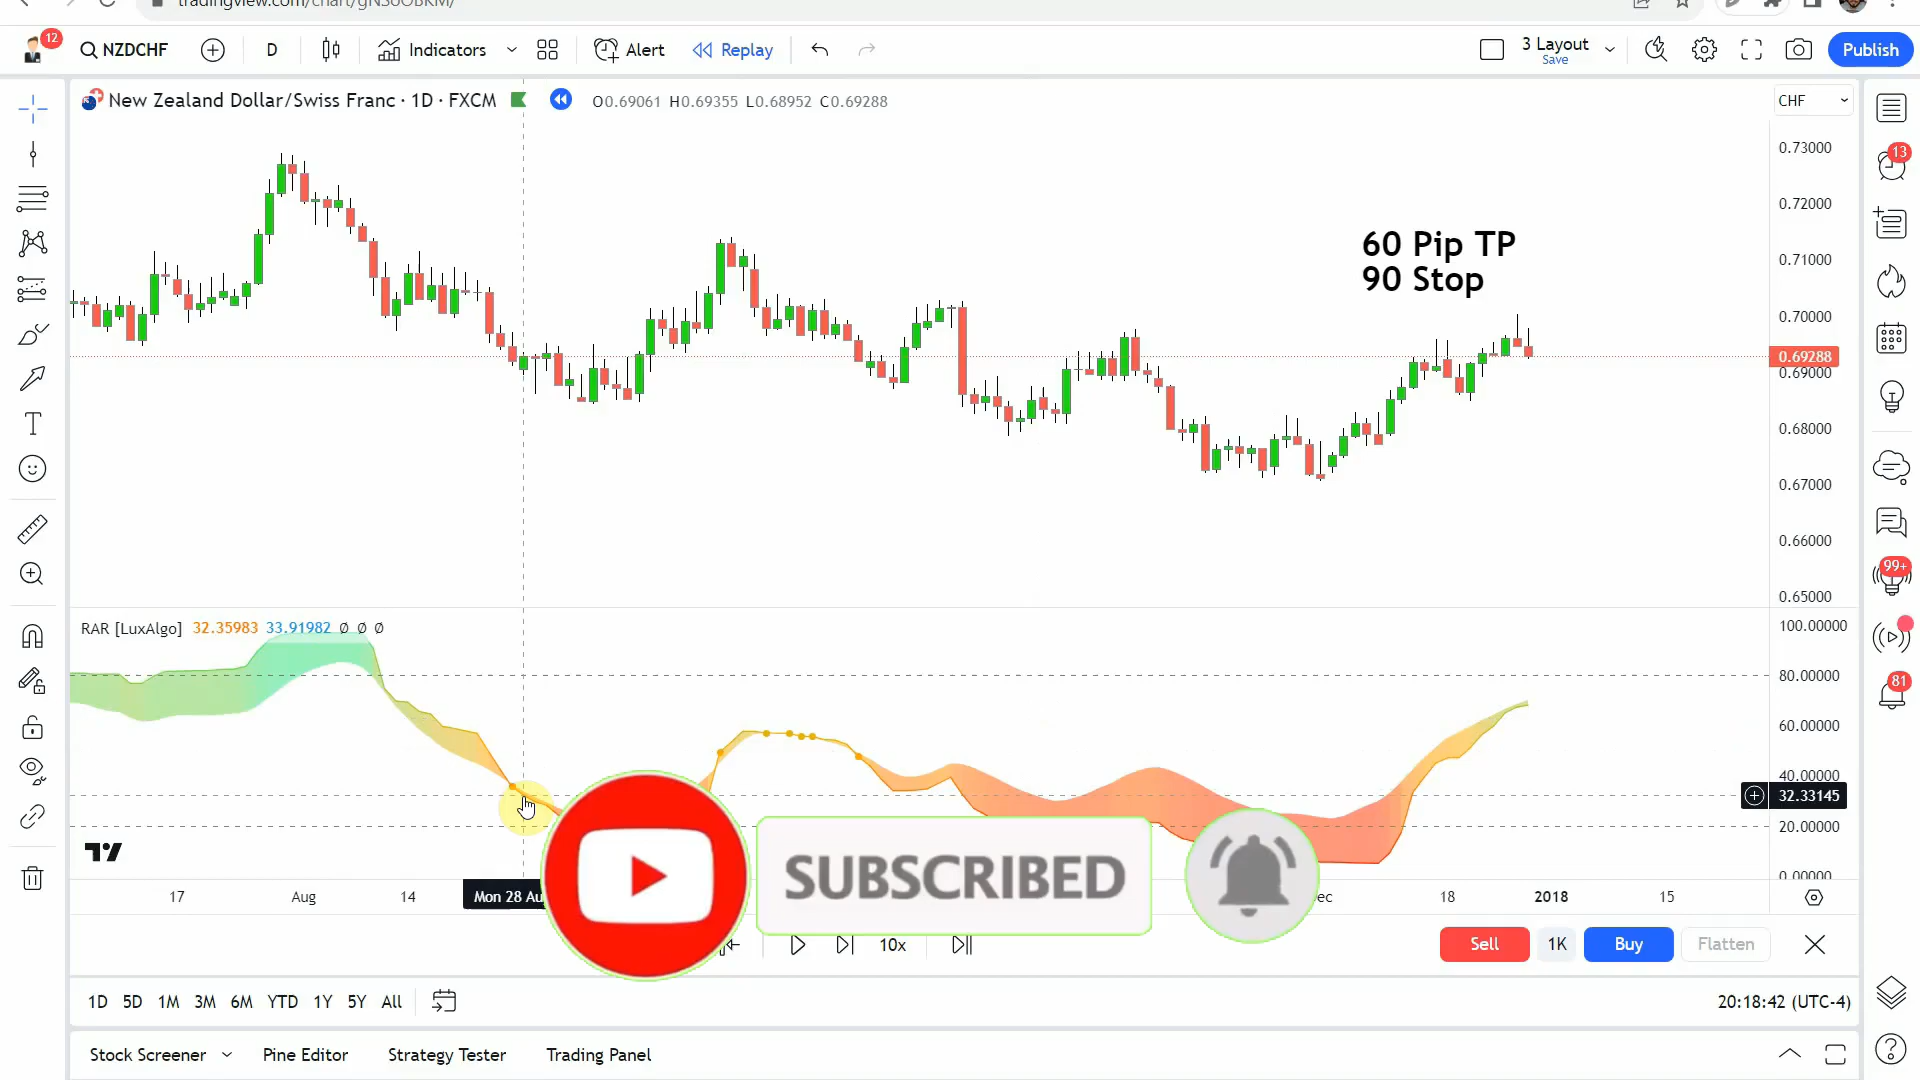 tradingview.com/chart/gNSuOBKM/
12
NZDCHF
D
Indicators
Alert
Replay
3 Layout
Save
Publish
New Zealand Dollar/Swiss Franc · 1D · FXCM
O0.69061 H0.69355 L0.68952 C0.69288
CHF
60 Pip TP
90 Stop
0.73000
0.72000
0.71000
0.70000
0.69288
0.69000
0.68000
0.67000
0.66000
0.65000
13
99+
81
RAR [LuxAlgo] 32.35983 33.91982 ∅ ∅ ∅
100.00000
80.00000
60.00000
40.00000
32.33145
20.00000
0.00000
SUBSCRIBED
17
Aug
14
Mon 28 Au
ec
18
2018
15
10x
Sell
1K
Buy
Flatten
1D 5D 1M 3M 6M YTD 1Y 5Y All
20:18:42 (UTC-4)
Stock Screener
Pine Editor
Strategy Tester
Trading Panel